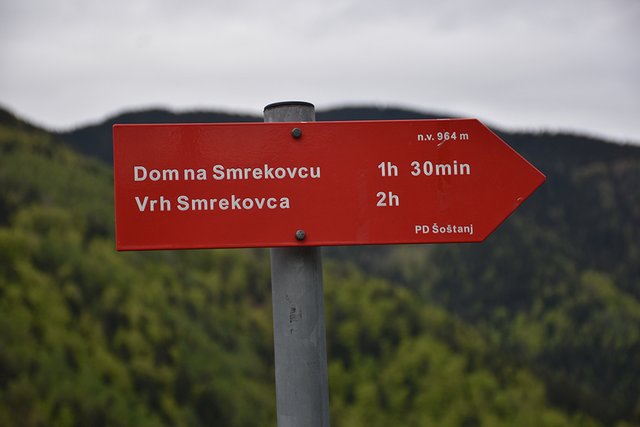 n.v. 964 m
Dom na Smrekovcu 1h 30min
Vrh Smrekovca 2h
PD Šoštanj